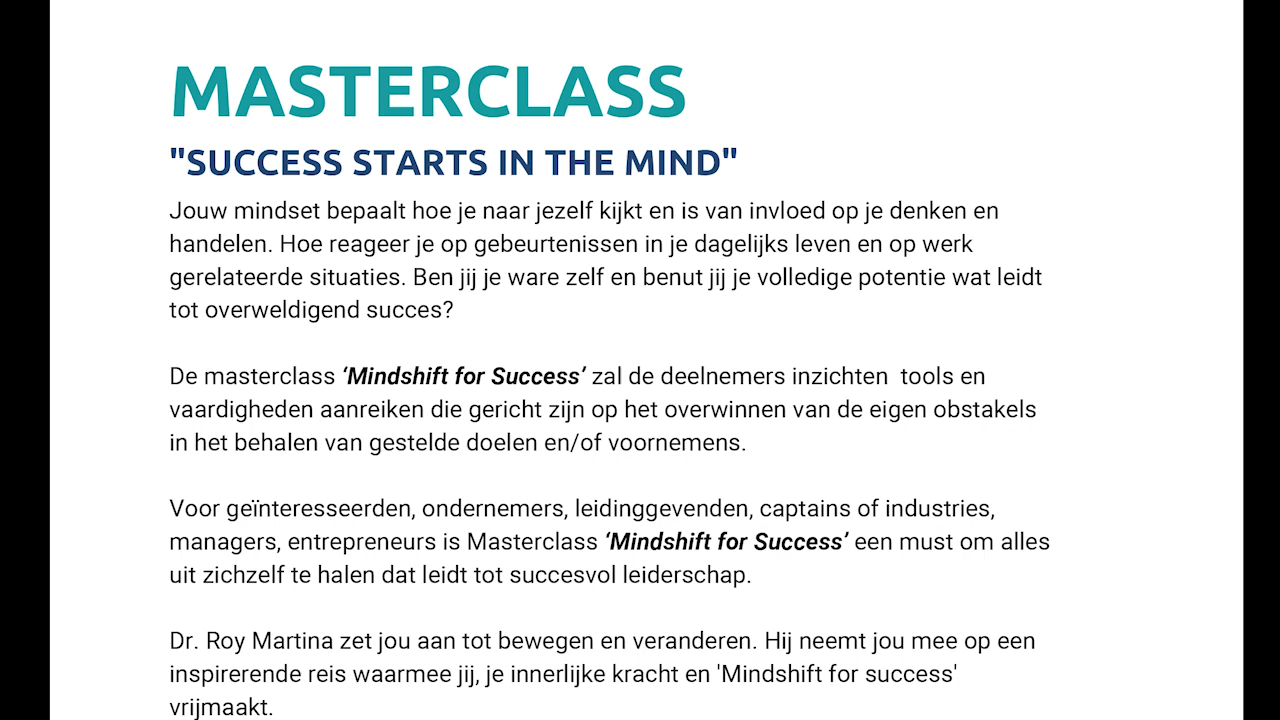 MASTERCLASS
"SUCCESS STARTS IN THE MIND"
Jouw mindset bepaalt hoe je naar jezelf kijkt en is van invloed op je denken en
handelen. Hoe reageer je op gebeurtenissen in je dagelijks leven en op werk
gerelateerde situaties. Ben jij je ware zelf en benut jij je volledige potentie wat leidt
tot overweldigend succes?
De masterclass ‘Mindshift for Success’ zal de deelnemers inzichten  tools en
vaardigheden aanreiken die gericht zijn op het overwinnen van de eigen obstakels
in het behalen van gestelde doelen en/of voornemens.
Voor geïnteresseerden, ondernemers, leidinggevenden, captains of industries,
managers, entrepreneurs is Masterclass ‘Mindshift for Success’ een must om alles
uit zichzelf te halen dat leidt tot succesvol leiderschap.
Dr. Roy Martina zet jou aan tot bewegen en veranderen. Hij neemt jou mee op een
inspirerende reis waarmee jij, je innerlijke kracht en 'Mindshift for success'
vrijmaakt.